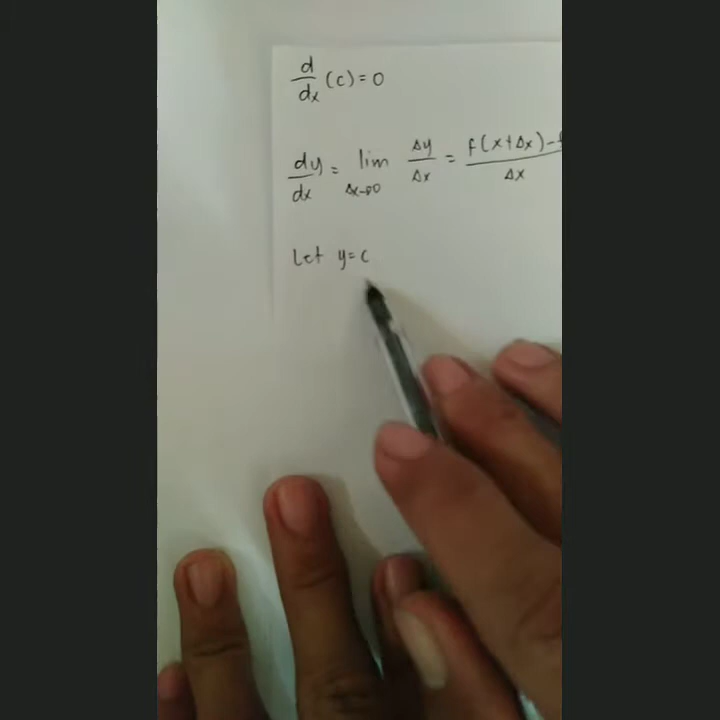 d/dx (c) = 0
dy/dx = lim Δx→0 Δy/Δx = f(x+Δx)-f/Δx
Let y=c